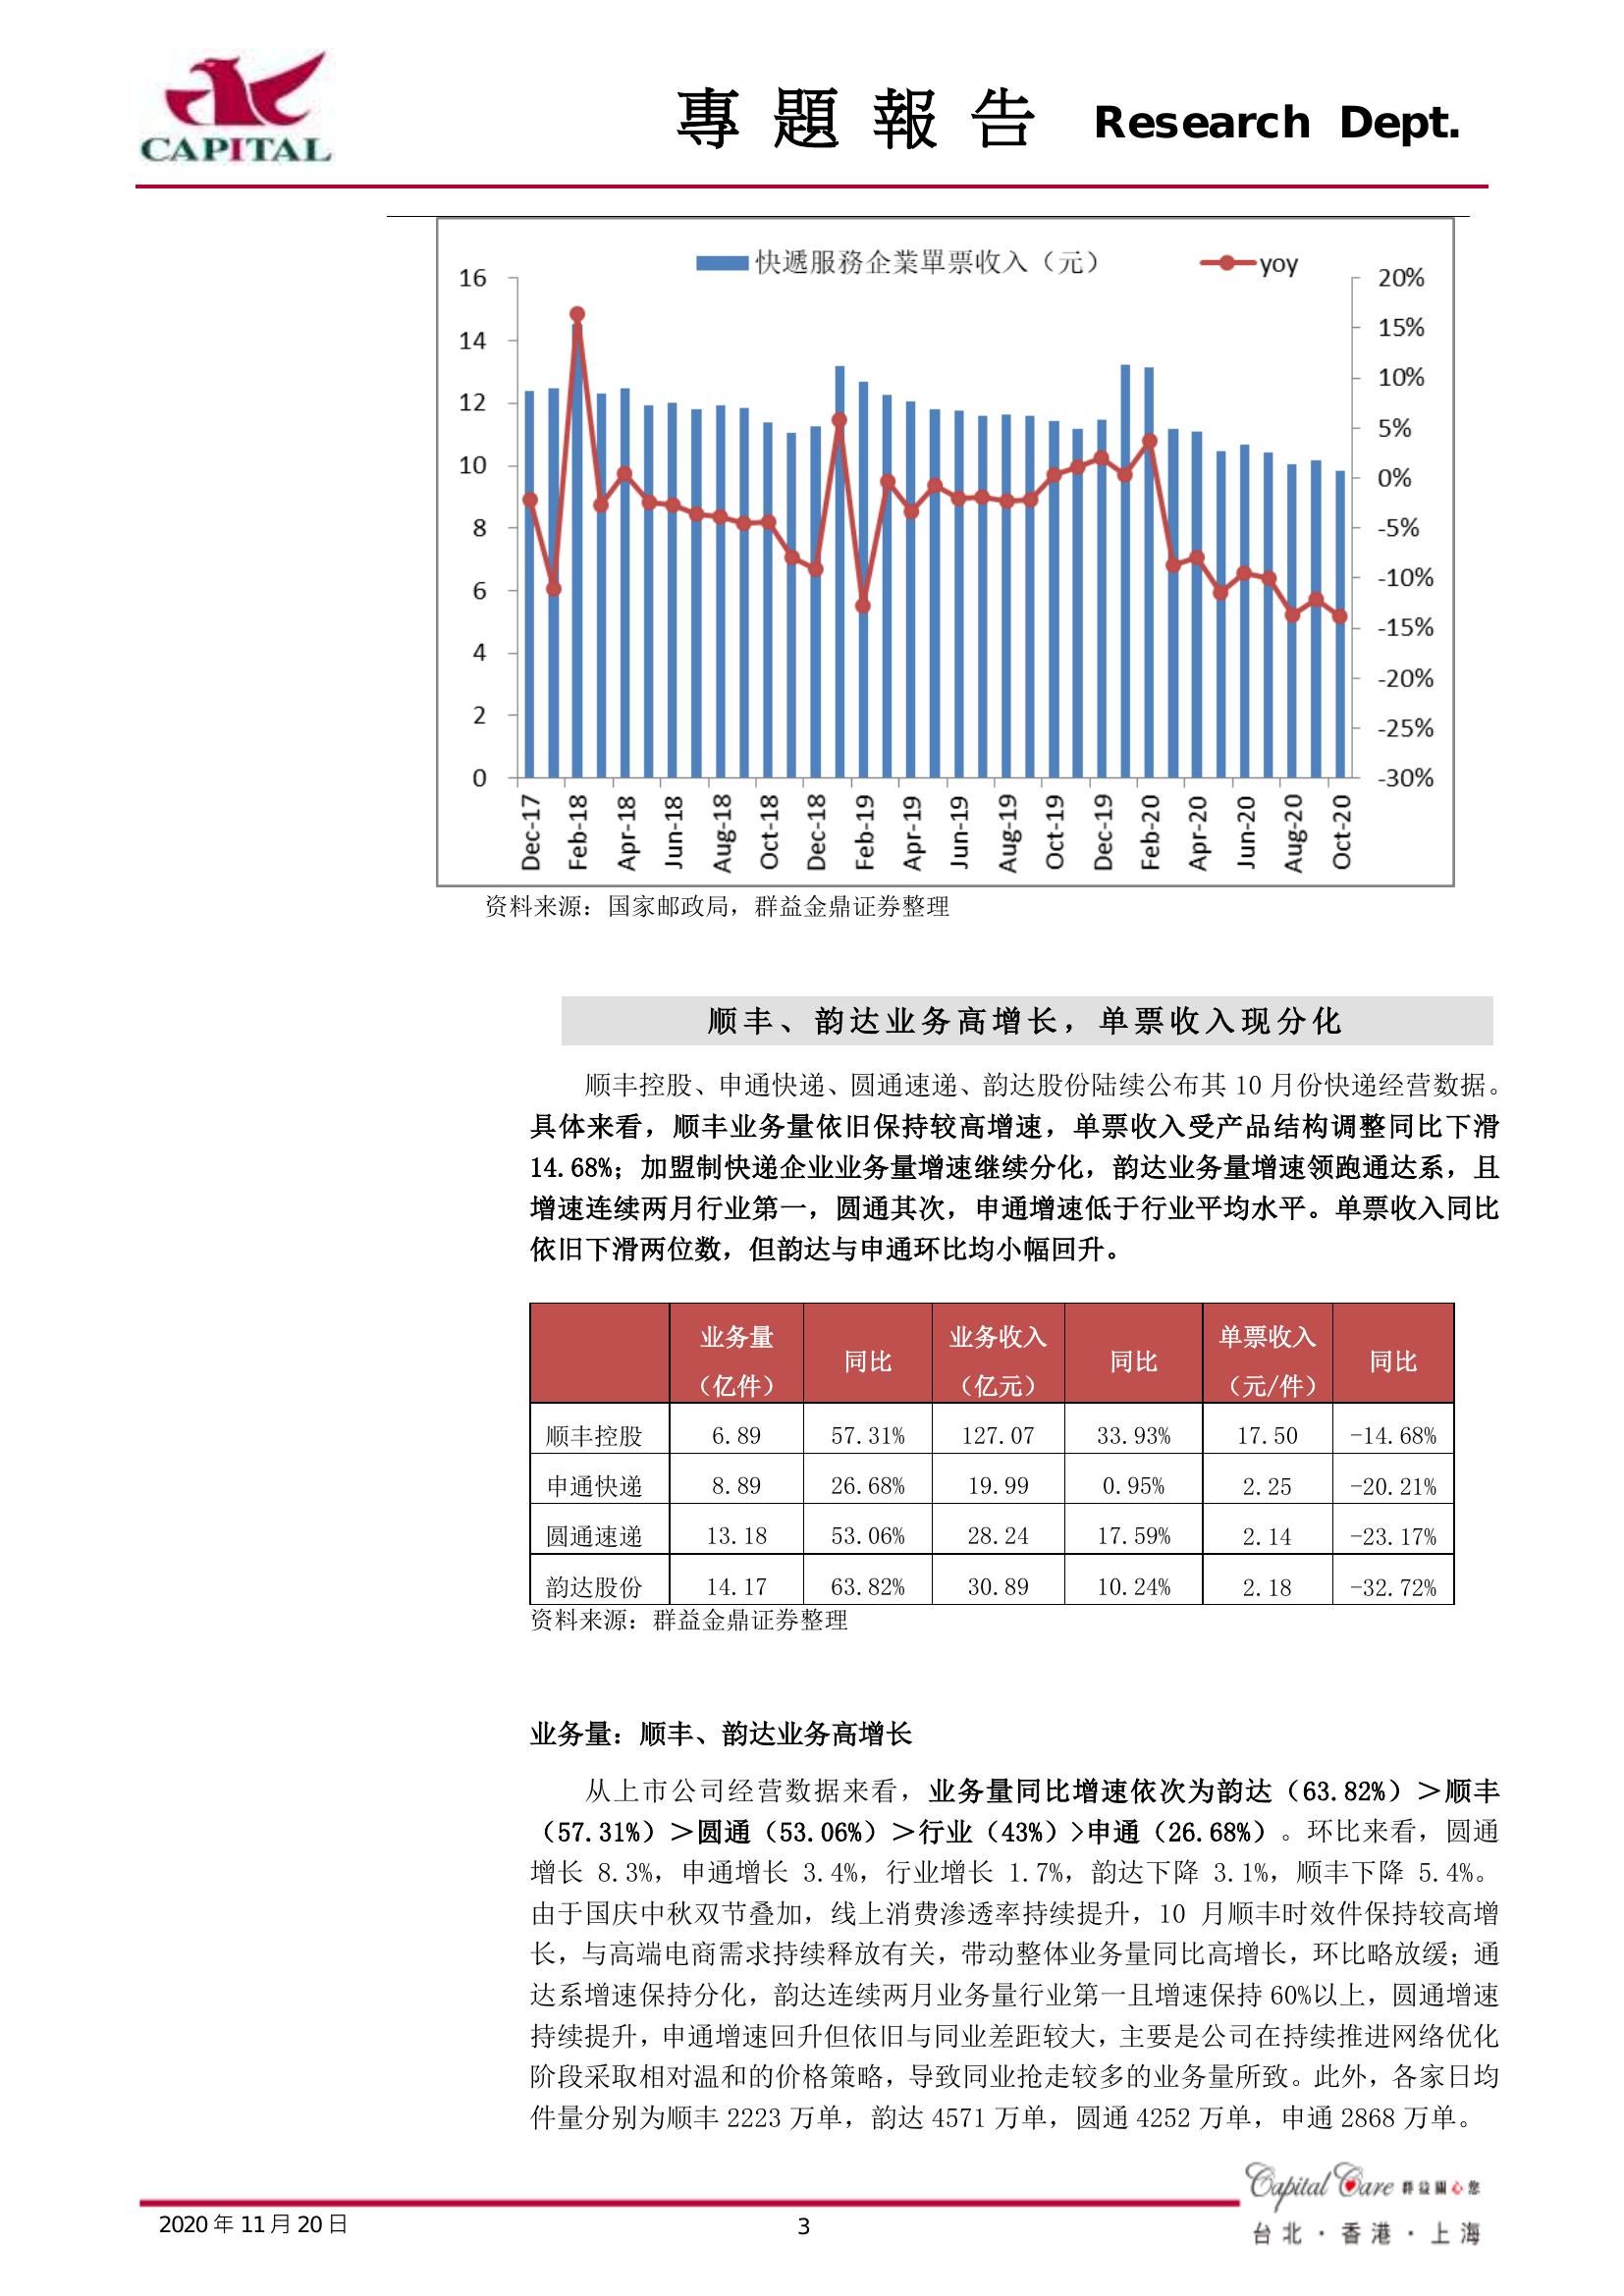 CAPITAL
專 題 報 告 Research Dept.
快遞服務企業單票收入（元） yoy
16
14
12
10
8
6
4
2
0
20%
15%
10%
5%
0%
-5%
-10%
-15%
-20%
-25%
-30%
Dec-17 Feb-18 Apr-18 Jun-18 Aug-18 Oct-18 Dec-18 Feb-19 Apr-19 Jun-19 Aug-19 Oct-19 Dec-19 Feb-20 Apr-20 Jun-20 Aug-20 Oct-20
资料来源：国家邮政局，群益金鼎证券整理
顺丰、韵达业务高增长，单票收入现分化
顺丰控股、申通快递、圆通速递、韵达股份陆续公布其 10 月份快递经营数据。
具体来看，顺丰业务量依旧保持较高增速，单票收入受产品结构调整同比下滑
14.68%；加盟制快递企业业务量增速继续分化，韵达业务量增速领跑通达系，且
增速连续两月行业第一，圆通其次，申通增速低于行业平均水平。单票收入同比
依旧下滑两位数，但韵达与申通环比均小幅回升。
业务量（亿件） 同比 业务收入（亿元） 同比 单票收入（元/件） 同比
顺丰控股 6.89 57.31% 127.07 33.93% 17.50 -14.68%
申通快递 8.89 26.68% 19.99 0.95% 2.25 -20.21%
圆通速递 13.18 53.06% 28.24 17.59% 2.14 -23.17%
韵达股份 14.17 63.82% 30.89 10.24% 2.18 -32.72%
资料来源：群益金鼎证券整理
业务量：顺丰、韵达业务高增长
从上市公司经营数据来看，业务量同比增速依次为韵达（63.82%）＞顺丰
（57.31%）＞圆通（53.06%）＞行业（43%）>申通（26.68%）。环比来看，圆通
增长 8.3%，申通增长 3.4%，行业增长 1.7%，韵达下降 3.1%，顺丰下降 5.4%。
由于国庆中秋双节叠加，线上消费渗透率持续提升，10 月顺丰时效件保持较高增
长，与高端电商需求持续释放有关，带动整体业务量同比高增长，环比略放缓；通
达系增速保持分化，韵达连续两月业务量行业第一且增速保持 60%以上，圆通增速
持续提升，申通增速回升但依旧与同业差距较大，主要是公司在持续推进网络优化
阶段采取相对温和的价格策略，导致同业抢走较多的业务量所致。此外，各家日均
件量分别为顺丰 2223 万单，韵达 4571 万单，圆通 4252 万单，申通 2868 万单。
Capital Care 群益關心您
2020 年 11 月 20 日
3
台北・香港・上海